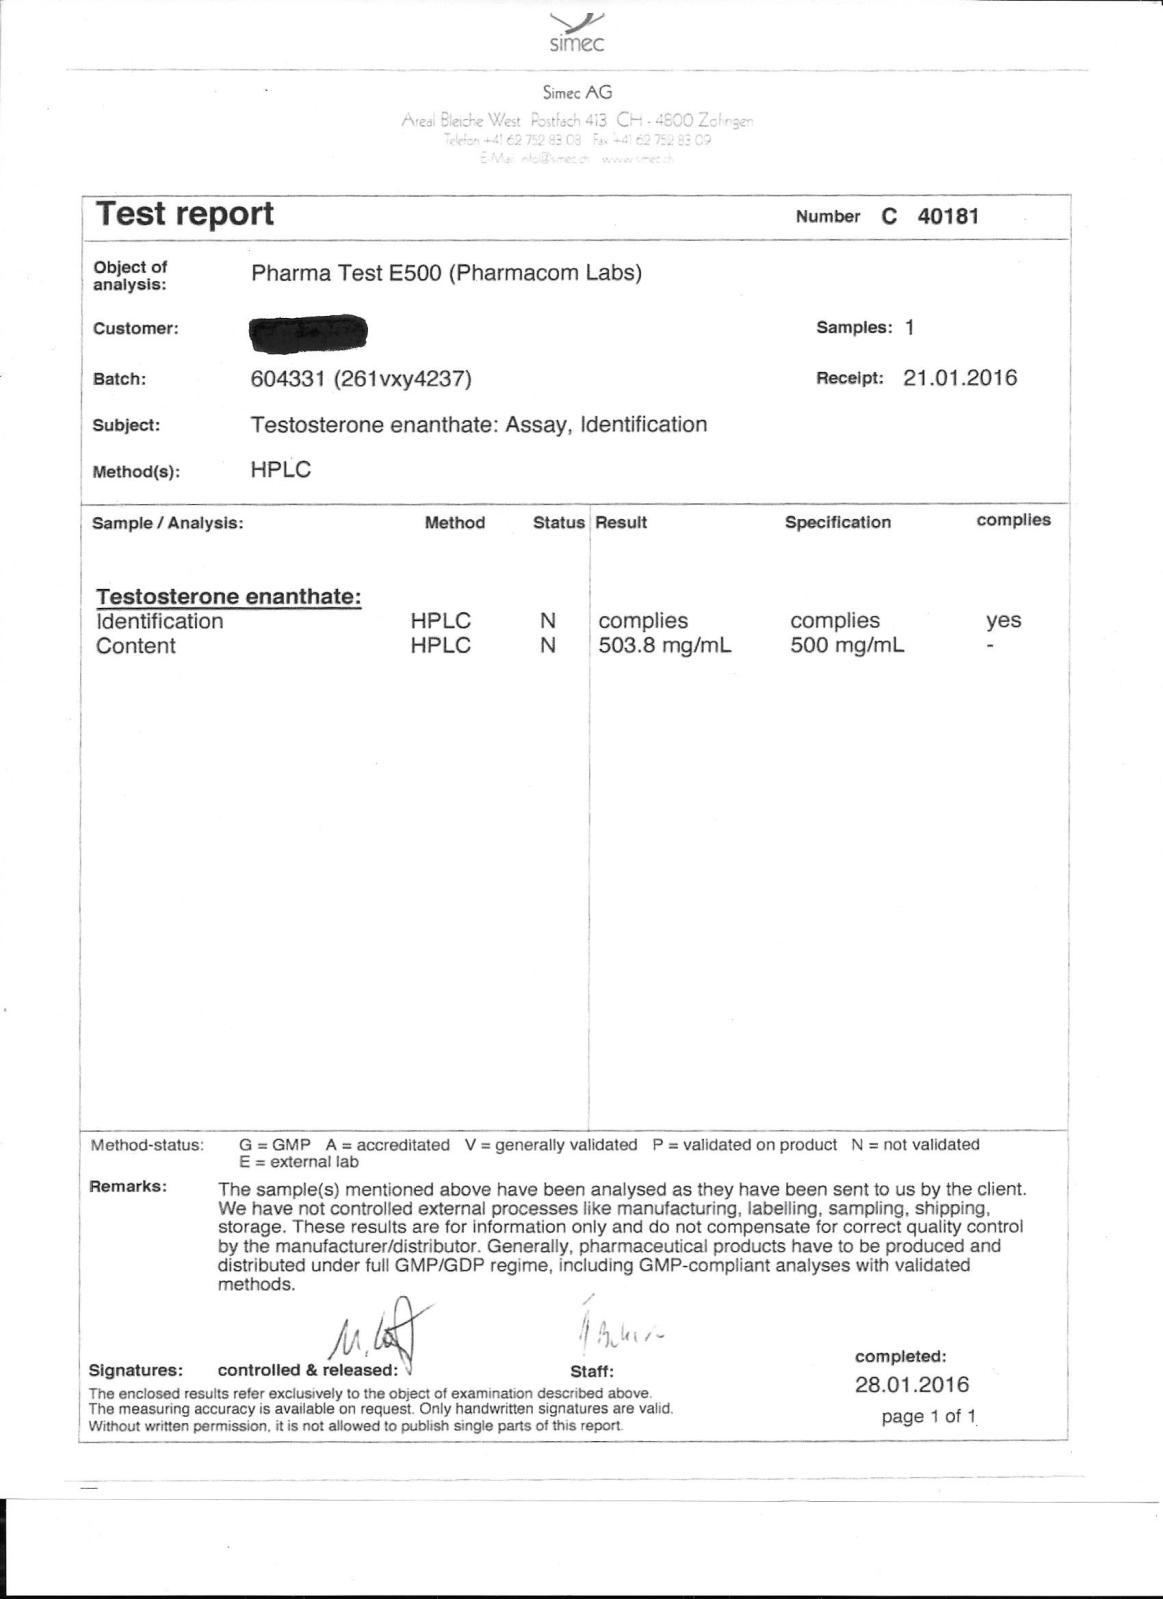 simec
Simec AG
Areal Bleiche West Postfach 413 CH - 4800 Zofingen
Telefon +41 62 752 83 08 Fax +41 62 752 83 09
E-Mail info@simec.ch www.simec.ch
Test report Number C 40181
Object of analysis: Pharma Test E500 (Pharmacom Labs)
Customer: Samples: 1
Batch: 604331 (261vxy4237) Receipt: 21.01.2016
Subject: Testosterone enanthate: Assay, Identification
Method(s): HPLC
Sample / Analysis: Method Status Result Specification complies
Testosterone enanthate:
Identification HPLC N complies complies yes
Content HPLC N 503.8 mg/mL 500 mg/mL -
Method-status: G = GMP A = accreditated V = generally validated P = validated on product N = not validated
E = external lab
Remarks: The sample(s) mentioned above have been analysed as they have been sent to us by the client.
We have not controlled external processes like manufacturing, labelling, sampling, shipping,
storage. These results are for information only and do not compensate for correct quality control
by the manufacturer/distributor. Generally, pharmaceutical products have to be produced and
distributed under full GMP/GDP regime, including GMP-compliant analyses with validated
methods.
Signatures: controlled & released: Staff:
completed:
28.01.2016
The enclosed results refer exclusively to the object of examination described above.
The measuring accuracy is available on request. Only handwritten signatures are valid.
Without written permission, it is not allowed to publish single parts of this report.
page 1 of 1